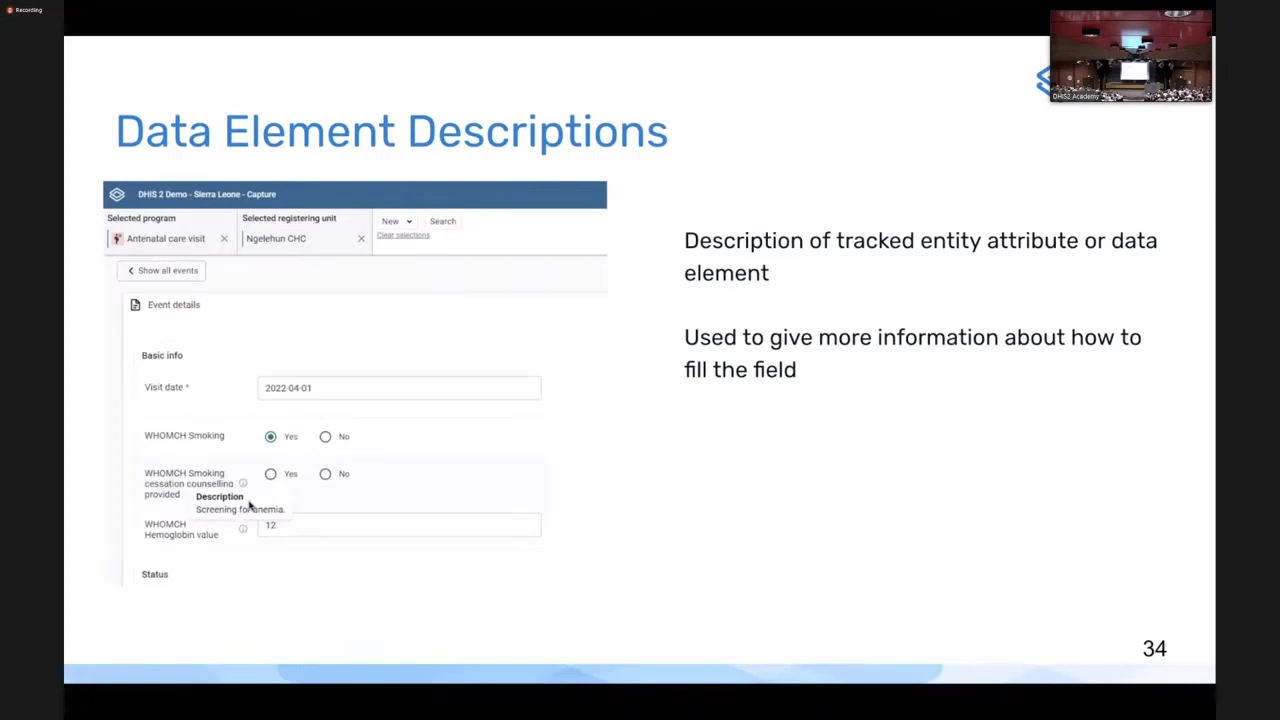 Recording
DHIS2 Academy
Data Element Descriptions
DHIS 2 Demo - Sierra Leone - Capture
Selected program
Antenatal care visit
Selected registering unit
Ngelehun CHC
New
Search
Clear selections
Show all events
Event details
Basic info
Visit date *
2022-04-01
WHOMCH Smoking
Yes
No
WHOMCH Smoking
cessation counselling
provided
Yes
No
Description
Screening for anemia.
WHOMCH
Hemoglobin value
12
Status
Description of tracked entity attribute or data
element
Used to give more information about how to
fill the field
34